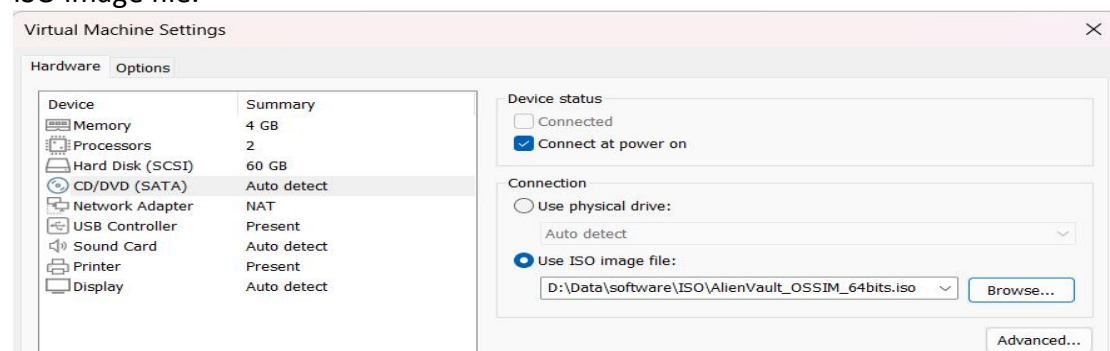 ISO image file.
Virtual Machine Settings
Hardware Options
Device Summary
Memory 4 GB
Processors 2
Hard Disk (SCSI) 60 GB
CD/DVD (SATA) Auto detect
Network Adapter NAT
USB Controller Present
Sound Card Auto detect
Printer Present
Display Auto detect
Device status
Connected
Connect at power on
Connection
Use physical drive:
Auto detect
Use ISO image file:
D:\Data\software\ISO\AlienVault_OSSIM_64bits.iso Browse...
Advanced...